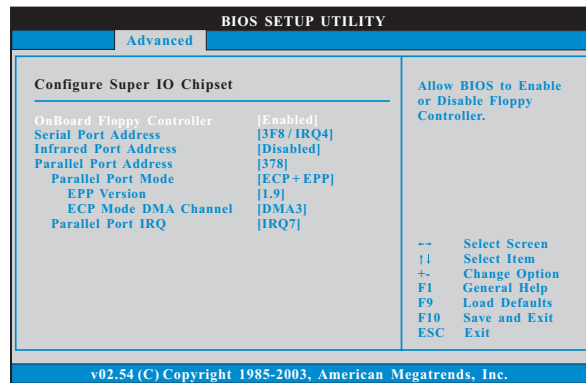 BIOS SETUP UTILITY
Advanced
Configure Super IO Chipset
OnBoard Floppy Controller [Enabled]
Serial Port Address [3F8 / IRQ4]
Infrared Port Address [Disabled]
Parallel Port Address [378]
Parallel Port Mode [ECP + EPP]
EPP Version [1.9]
ECP Mode DMA Channel [DMA3]
Parallel Port IRQ [IRQ7]
Allow BIOS to Enable
or Disable Floppy
Controller.
←→ Select Screen
↑↓ Select Item
+- Change Option
F1 General Help
F9 Load Defaults
F10 Save and Exit
ESC Exit
v02.54 (C) Copyright 1985-2003, American Megatrends, Inc.